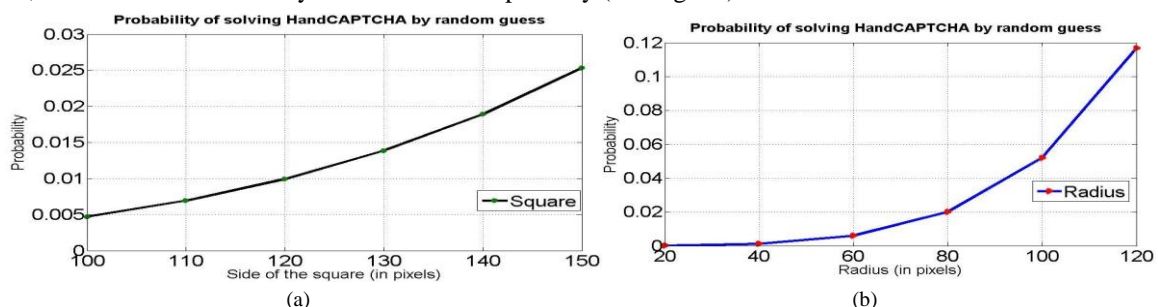 Probability of solving HandCAPTCHA by random guess
0.03
0.025
0.02
0.015
0.01
0.005
0
Probability
Square
100 110 120 130 140 150
Side of the square (in pixels)
(a)
Probability of solving HandCAPTCHA by random guess
0.12
0.1
0.08
0.06
0.04
0.02
0
Probability
Radius
20 40 60 80 100 120
Radius (in pixels)
(b)